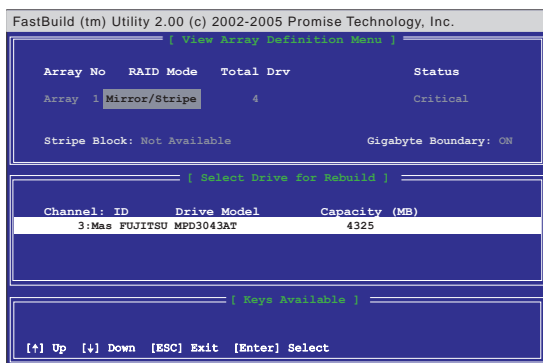 FastBuild (tm) Utility 2.00 (c) 2002-2005 Promise Technology, Inc.
[ View Array Definition Menu ]
Array No RAID Mode Total Drv Status
Array 1 Mirror/Stripe 4 Critical
Stripe Block: Not Available Gigabyte Boundary: ON
[ Select Drive for Rebuild ]
Channel: ID Drive Model Capacity (MB)
3:Mas FUJITSU MPD3043AT 4325
[ Keys Available ]
[↑] Up [↓] Down [ESC] Exit [Enter] Select